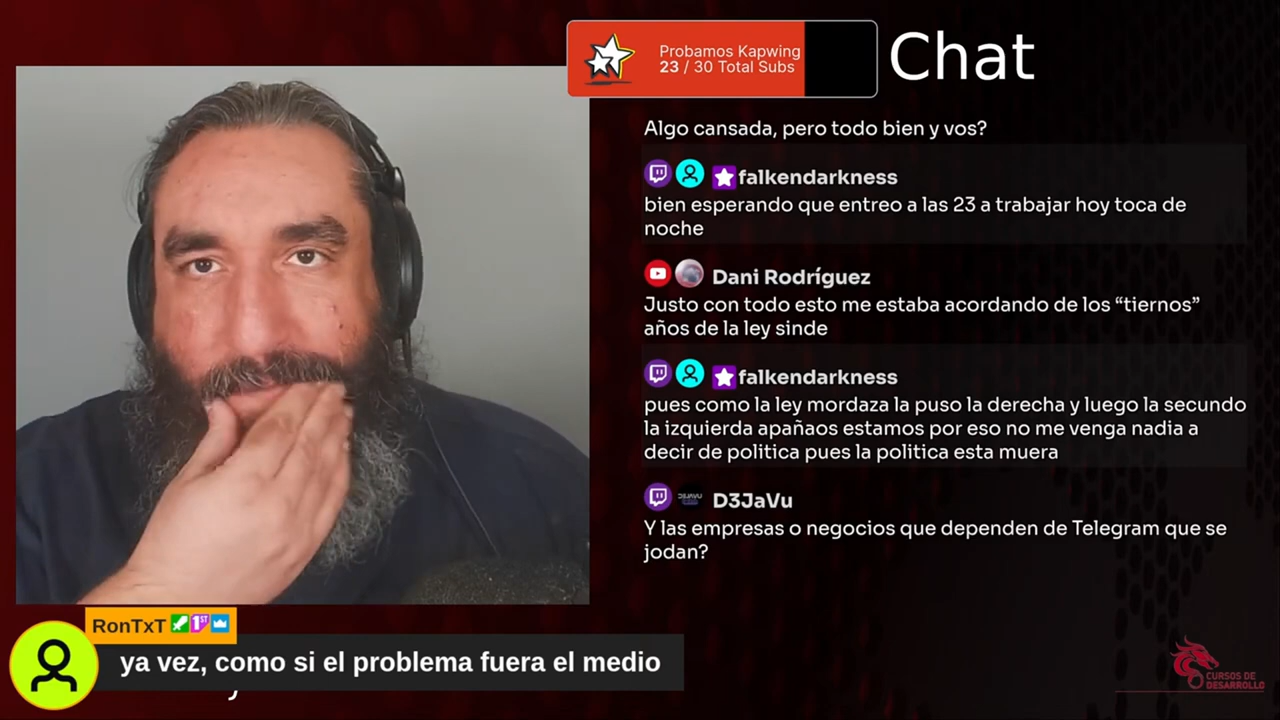 Probamos Kapwing
23 / 30 Total Subs
Chat
Algo cansada, pero todo bien y vos?
falkendarkness
bien esperando que entreo a las 23 a trabajar hoy toca de
noche
Dani Rodríguez
Justo con todo esto me estaba acordando de los “tiernos”
años de la ley sinde
falkendarkness
pues como la ley mordaza la puso la derecha y luego la secundo
la izquierda apañaos estamos por eso no me venga nadia a
decir de politica pues la politica esta muera
D3JaVu
Y las empresas o negocios que dependen de Telegram que se
jodan?
RonTxT 1ST
ya vez, como si el problema fuera el medio
CURSOS DE
DESARROLLO